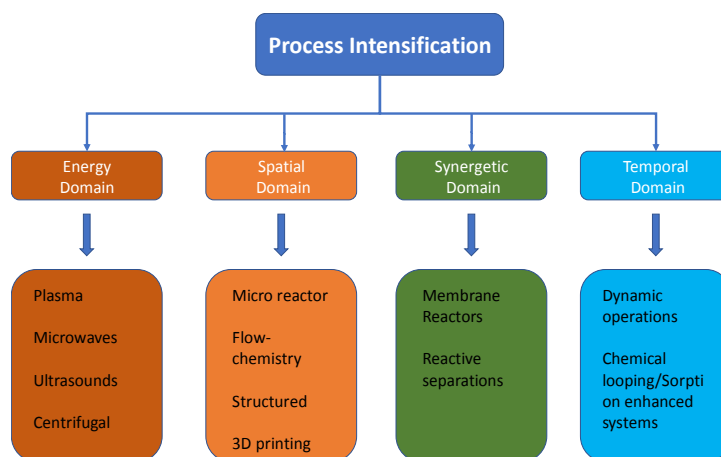 Process Intensification
Energy
Domain
Spatial
Domain
Synergetic
Domain
Temporal
Domain
Plasma
Microwaves
Ultrasounds
Centrifugal
Micro reactor
Flow-
chemistry
Structured
3D printing
Membrane
Reactors
Reactive
separations
Dynamic
operations
Chemical
looping/Sorpti
on enhanced
systems